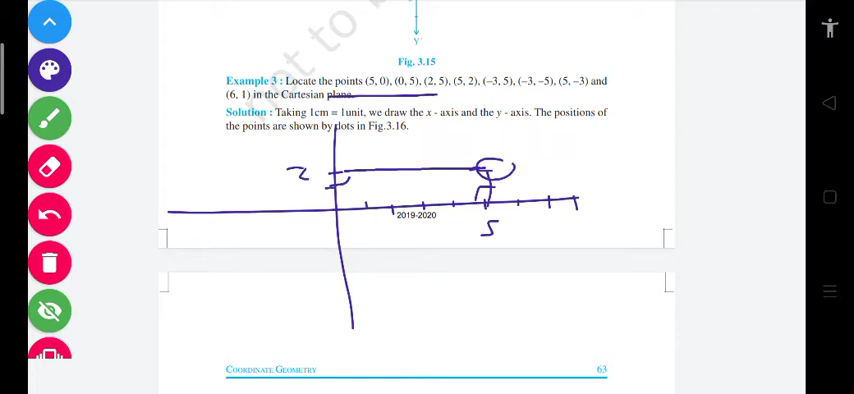 Y'
not to
Fig. 3.15
Example 3 : Locate the points (5, 0), (0, 5), (2, 5), (5, 2), (–3, 5), (–3, –5), (5, –3) and
(6, 1) in the Cartesian plane.
Solution : Taking 1cm = 1unit, we draw the x - axis and the y - axis. The positions of
the points are shown by dots in Fig.3.16.
2
2019-2020
5
COORDINATE GEOMETRY 63